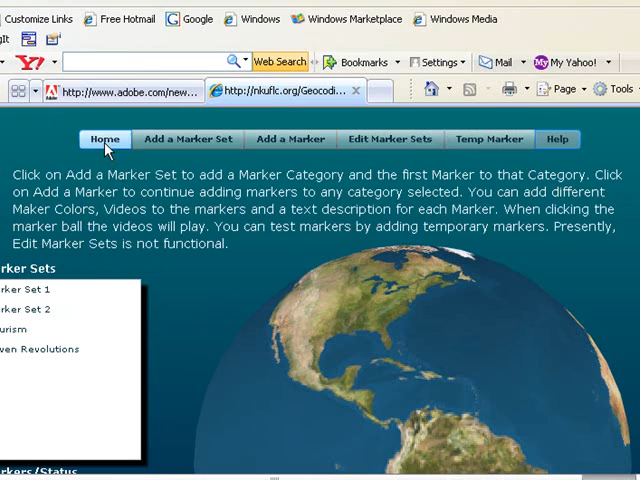 Customize Links Free Hotmail Google Windows Windows Marketplace Windows Media
gIt
Y! Web Search Bookmarks Settings Mail My Yahoo!
http://www.adobe.com/new... http://nkuflc.org/Geocodi... Page Tools
Home Add a Marker Set Add a Marker Edit Marker Sets Temp Marker Help
Click on Add a Marker Set to add a Marker Category and the first Marker to that Category. Click
on Add a Marker to continue adding markers to any category selected. You can add different
Maker Colors, Videos to the markers and a text description for each Marker. When clicking the
marker ball the videos will play. You can test markers by adding temporary markers. Presently,
Edit Marker Sets is not functional.
rker Sets
rker Set 1
rker Set 2
urism
ven Revolutions
rkers/Status